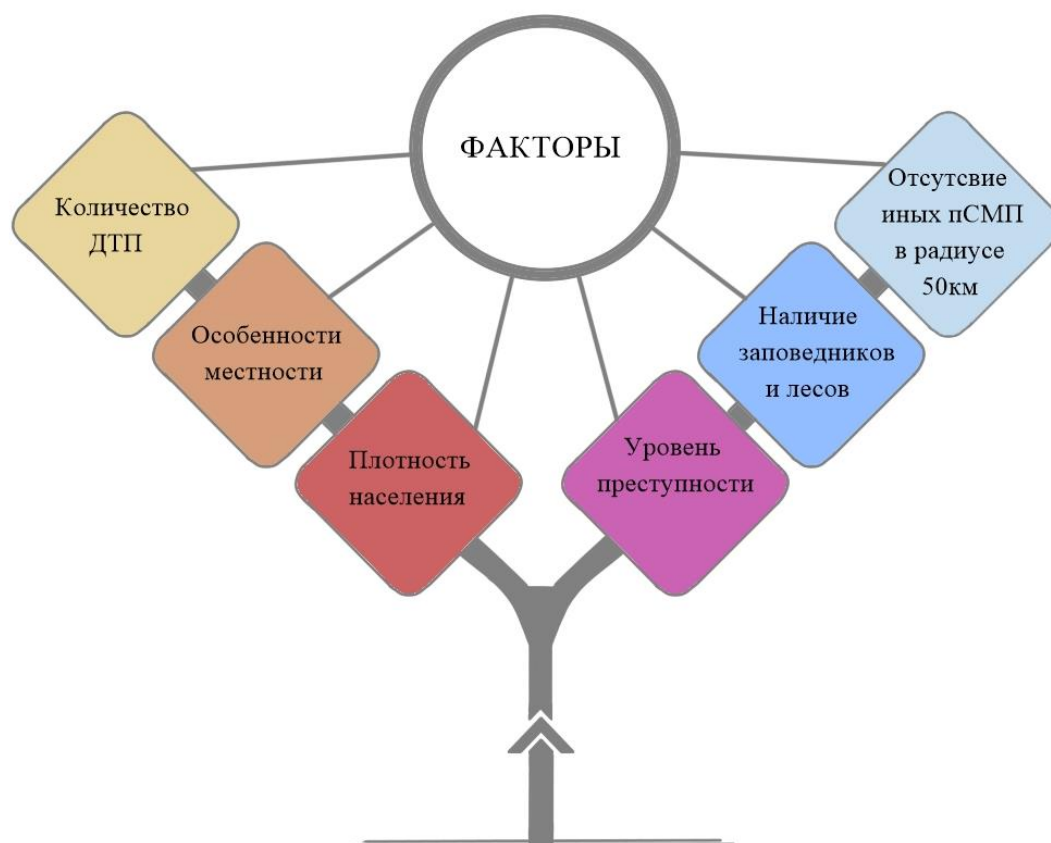 ФАКТОРЫ
Количество
ДТП
Особенности
местности
Плотность
населения
Уровень
преступности
Наличие
заповедников
и лесов
Отсутсвие
иных пСМП
в радиусе
50км